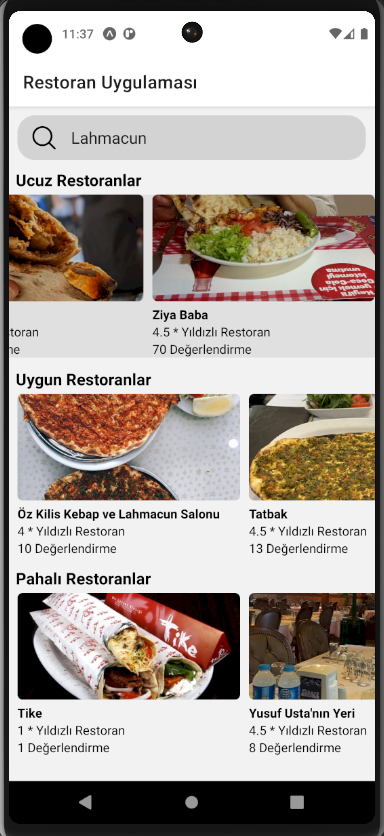 11:37
Restoran Uygulaması
Lahmacun
Ucuz Restoranlar
Ziya Baba
4.5 * Yıldızlı Restoran
70 Değerlendirme
Uygun Restoranlar
Öz Kilis Kebap ve Lahmacun Salonu
4 * Yıldızlı Restoran
10 Değerlendirme
Tatbak
4.5 * Yıldızlı Restoran
13 Değerlendirme
Pahalı Restoranlar
Tike
Tike
1 * Yıldızlı Restoran
1 Değerlendirme
Yusuf Usta'nın Yeri
4.5 * Yıldızlı Restoran
8 Değerlendirme